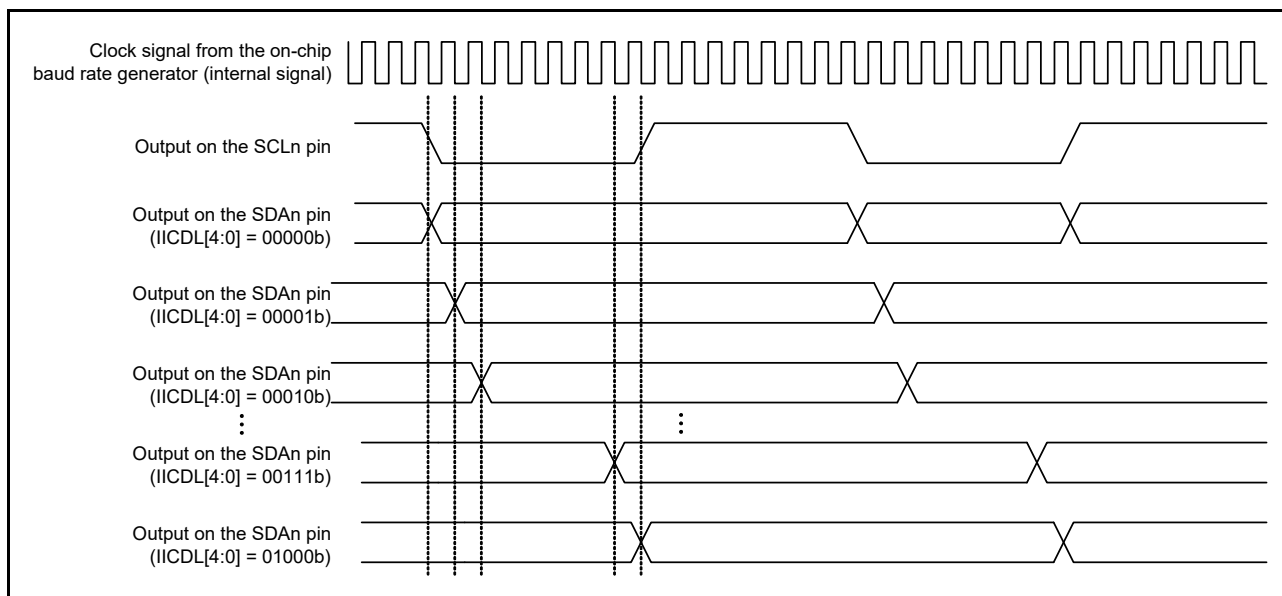 Clock signal from the on-chip
baud rate generator (internal signal)
Output on the SCLn pin
Output on the SDAn pin
(IICDL[4:0] = 00000b)
Output on the SDAn pin
(IICDL[4:0] = 00001b)
Output on the SDAn pin
(IICDL[4:0] = 00010b)
Output on the SDAn pin
(IICDL[4:0] = 00111b)
Output on the SDAn pin
(IICDL[4:0] = 01000b)